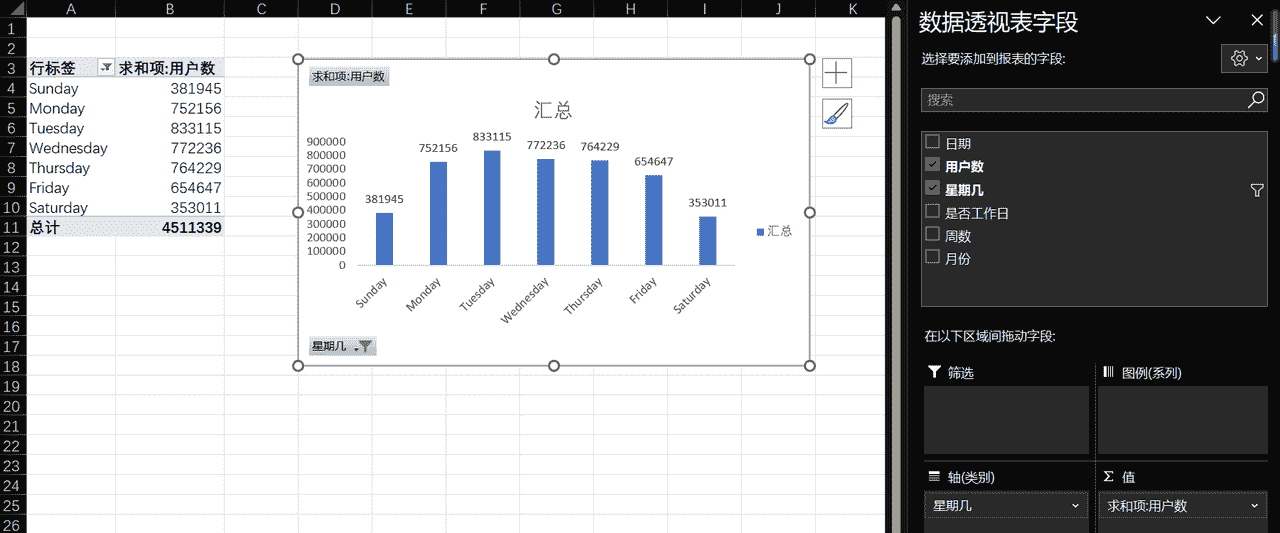 A B C D E F G H I J K
1
2
3 行标签 求和项:用户数
4 Sunday 381945
5 Monday 752156
6 Tuesday 833115
7 Wednesday 772236
8 Thursday 764229
9 Friday 654647
10 Saturday 353011
11 总计 4511339
12
13
14
15
16
17
18
19
20
21
22
23
24
25
26
求和项:用户数
汇总
900000
800000
700000
600000
500000
400000
300000
200000
100000
0
381945
752156
833115
772236
764229
654647
353011
Sunday
Monday
Tuesday
Wednesday
Thursday
Friday
Saturday
汇总
星期几
数据透视表字段
选择要添加到报表的字段:
搜索
日期
用户数
星期几
是否工作日
周数
月份
在以下区域间拖动字段:
筛选
图例(系列)
轴(类别)
Σ 值
星期几
求和项:用户数